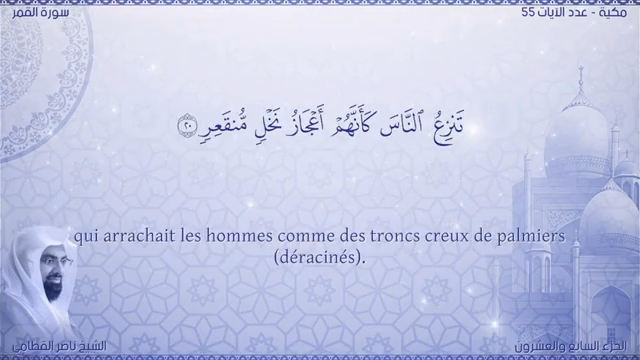 سورة القمر
مكية - عدد الآيات 55
تَنزِعُ ٱلنَّاسَ كَأَنَّهُمْ أَعْجَازُ نَخْلٍ مُّنقَعِرٍ ٢٠
qui arrachait les hommes comme des troncs creux de palmiers
(déracinés).
الشيخ ناصر القطامي
الجزء السابع والعشرون